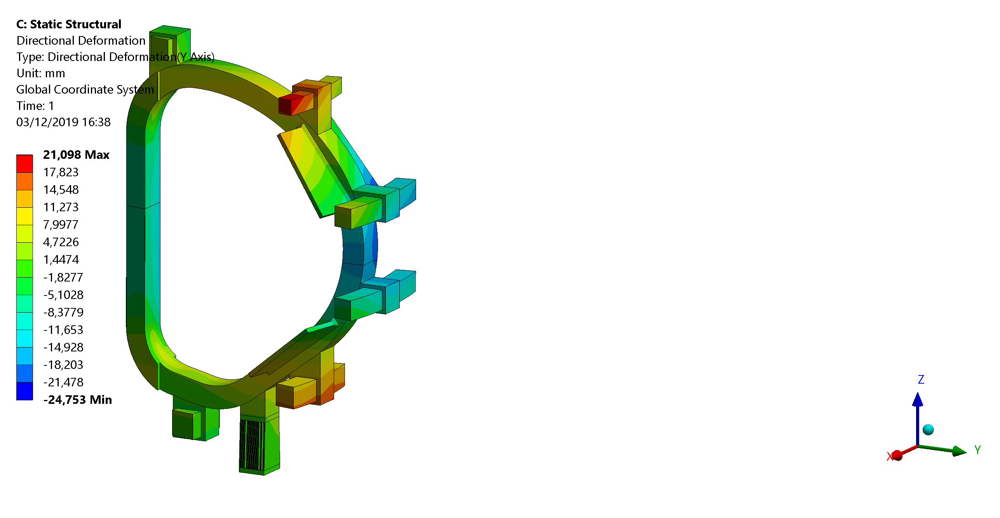 C: Static Structural
Directional Deformation
Type: Directional Deformation(Y Axis)
Unit: mm
Global Coordinate System
Time: 1
03/12/2019 16:38
21,098 Max
17,823
14,548
11,273
7,9977
4,7226
1,4474
-1,8277
-5,1028
-8,3779
-11,653
-14,928
-18,203
-21,478
-24,753 Min
Z
Y
X